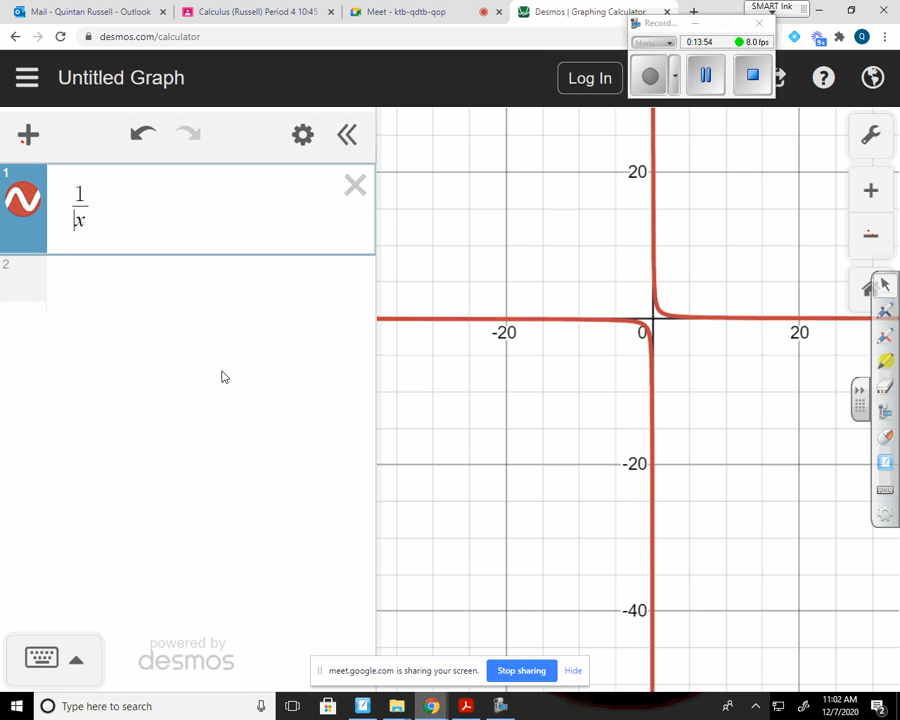 Mail - Quintan Russell - Outlook
Calculus (Russell) Period 4 10:45
Meet - ktb-qdtb-qop
Desmos | Graphing Calculator
SMART Ink
desmos.com/calculator
Record...
Menu
0:13:54
8.0 fps
9+
Q
Untitled Graph
Log In
1
1
x
2
20
-20
0
20
-20
-40
powered by
desmos
meet.google.com is sharing your screen.
Stop sharing
Hide
Type here to search
11:02 AM
12/7/2020
2